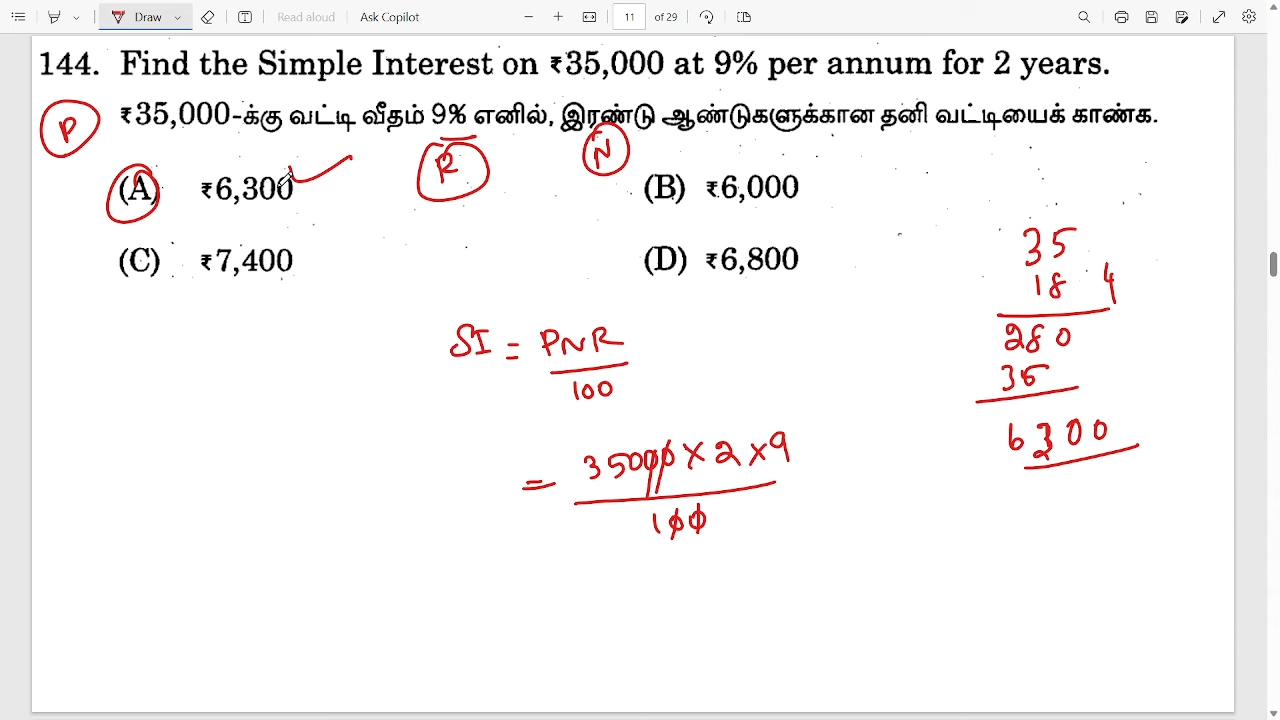 Draw
Read aloud
Ask Copilot
11 of 29
144. Find the Simple Interest on ₹35,000 at 9% per annum for 2 years.
₹35,000-க்கு வட்டி வீதம் 9% எனில், இரண்டு ஆண்டுகளுக்கான தனி வட்டியைக் காண்க.
P
R
N
(A) ₹6,300
(B) ₹6,000
(C) ₹7,400
(D) ₹6,800
SI = PNR
100
= 35000 × 2 × 9
100
35
18 4
280
35
6300